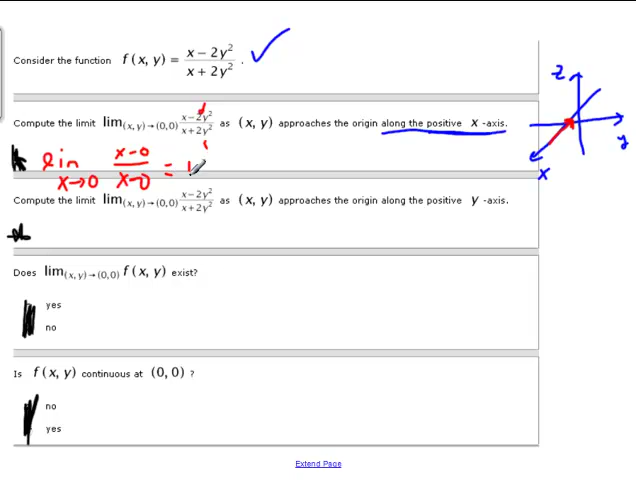 Consider the function f(x, y) = (x − 2y²)/(x + 2y²) .
Compute the limit lim(x, y)→(0,0) (x − 2y²)/(x + 2y²) as (x, y) approaches the origin along the positive x -axis.
lim x→0 (x−0)/(x−0) = 1
Compute the limit lim(x, y)→(0,0) (x − 2y²)/(x + 2y²) as (x, y) approaches the origin along the positive y -axis.
Does lim(x, y)→(0,0) f(x, y) exist?
yes
no
Is f(x, y) continuous at (0, 0) ?
no
yes
Extend Page
z
y
x